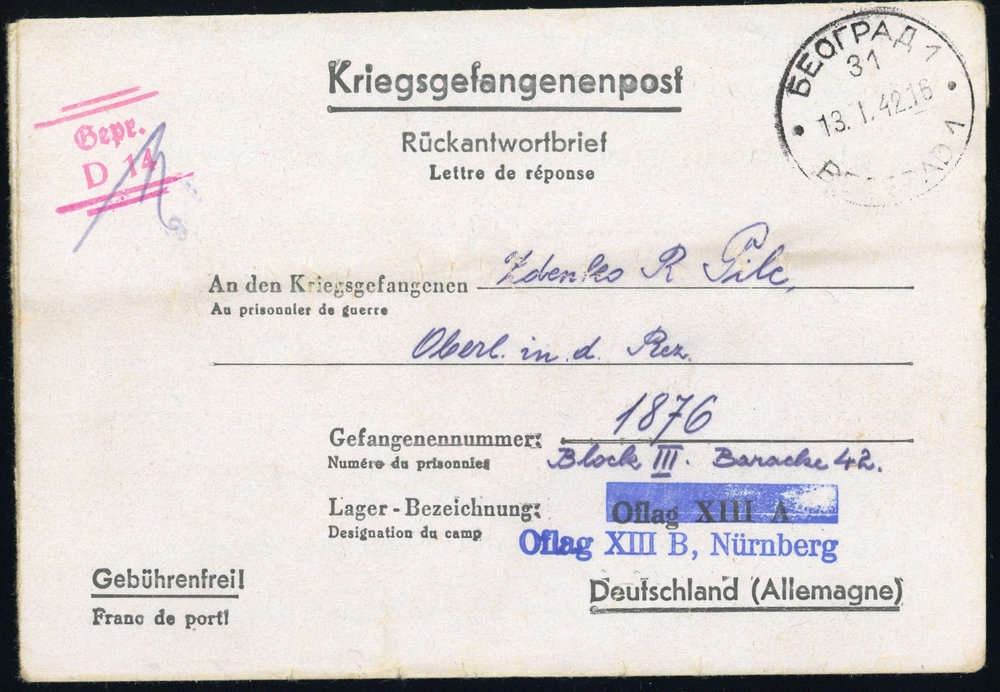 Kriegsgefangenenpost
Rückantwortbrief
Lettre de réponse
БЕОГРАД 1
31
13. I. 42.16
BEOGRAD 1
Gepr.
D 14
An den Kriegsgefangenen Zdenko R Pilc,
Au prisonnier de guerre
Oberl. in. d. Rez.
Gefangenennummer: 1876
Numéro du prisonnier
Block III. Baracke 42.
Lager-Bezeichnung: Oflag XIII A
Designation du camp
Oflag XIII B, Nürnberg
Gebührenfrei!
Franc de port!
Deutschland (Allemagne)